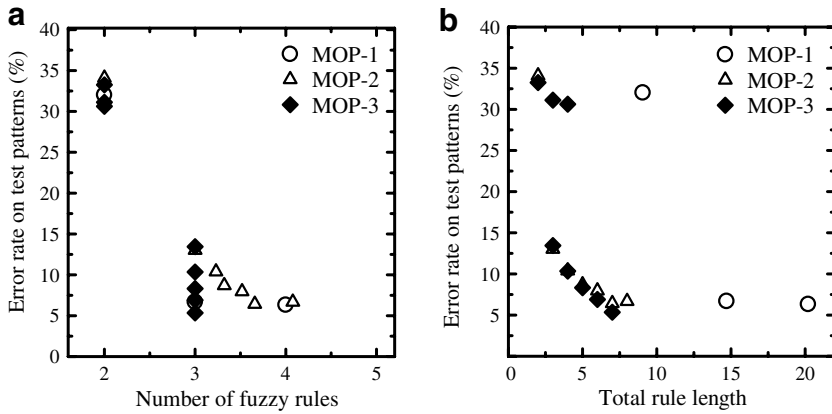 a
Error rate on test patterns (%)
40
35
30
25
20
15
10
5
MOP-1
MOP-2
MOP-3
2
3
4
5
Number of fuzzy rules
b
Error rate on test patterns (%)
40
35
30
25
20
15
10
5
MOP-1
MOP-2
MOP-3
0
5
10
15
20
Total rule length